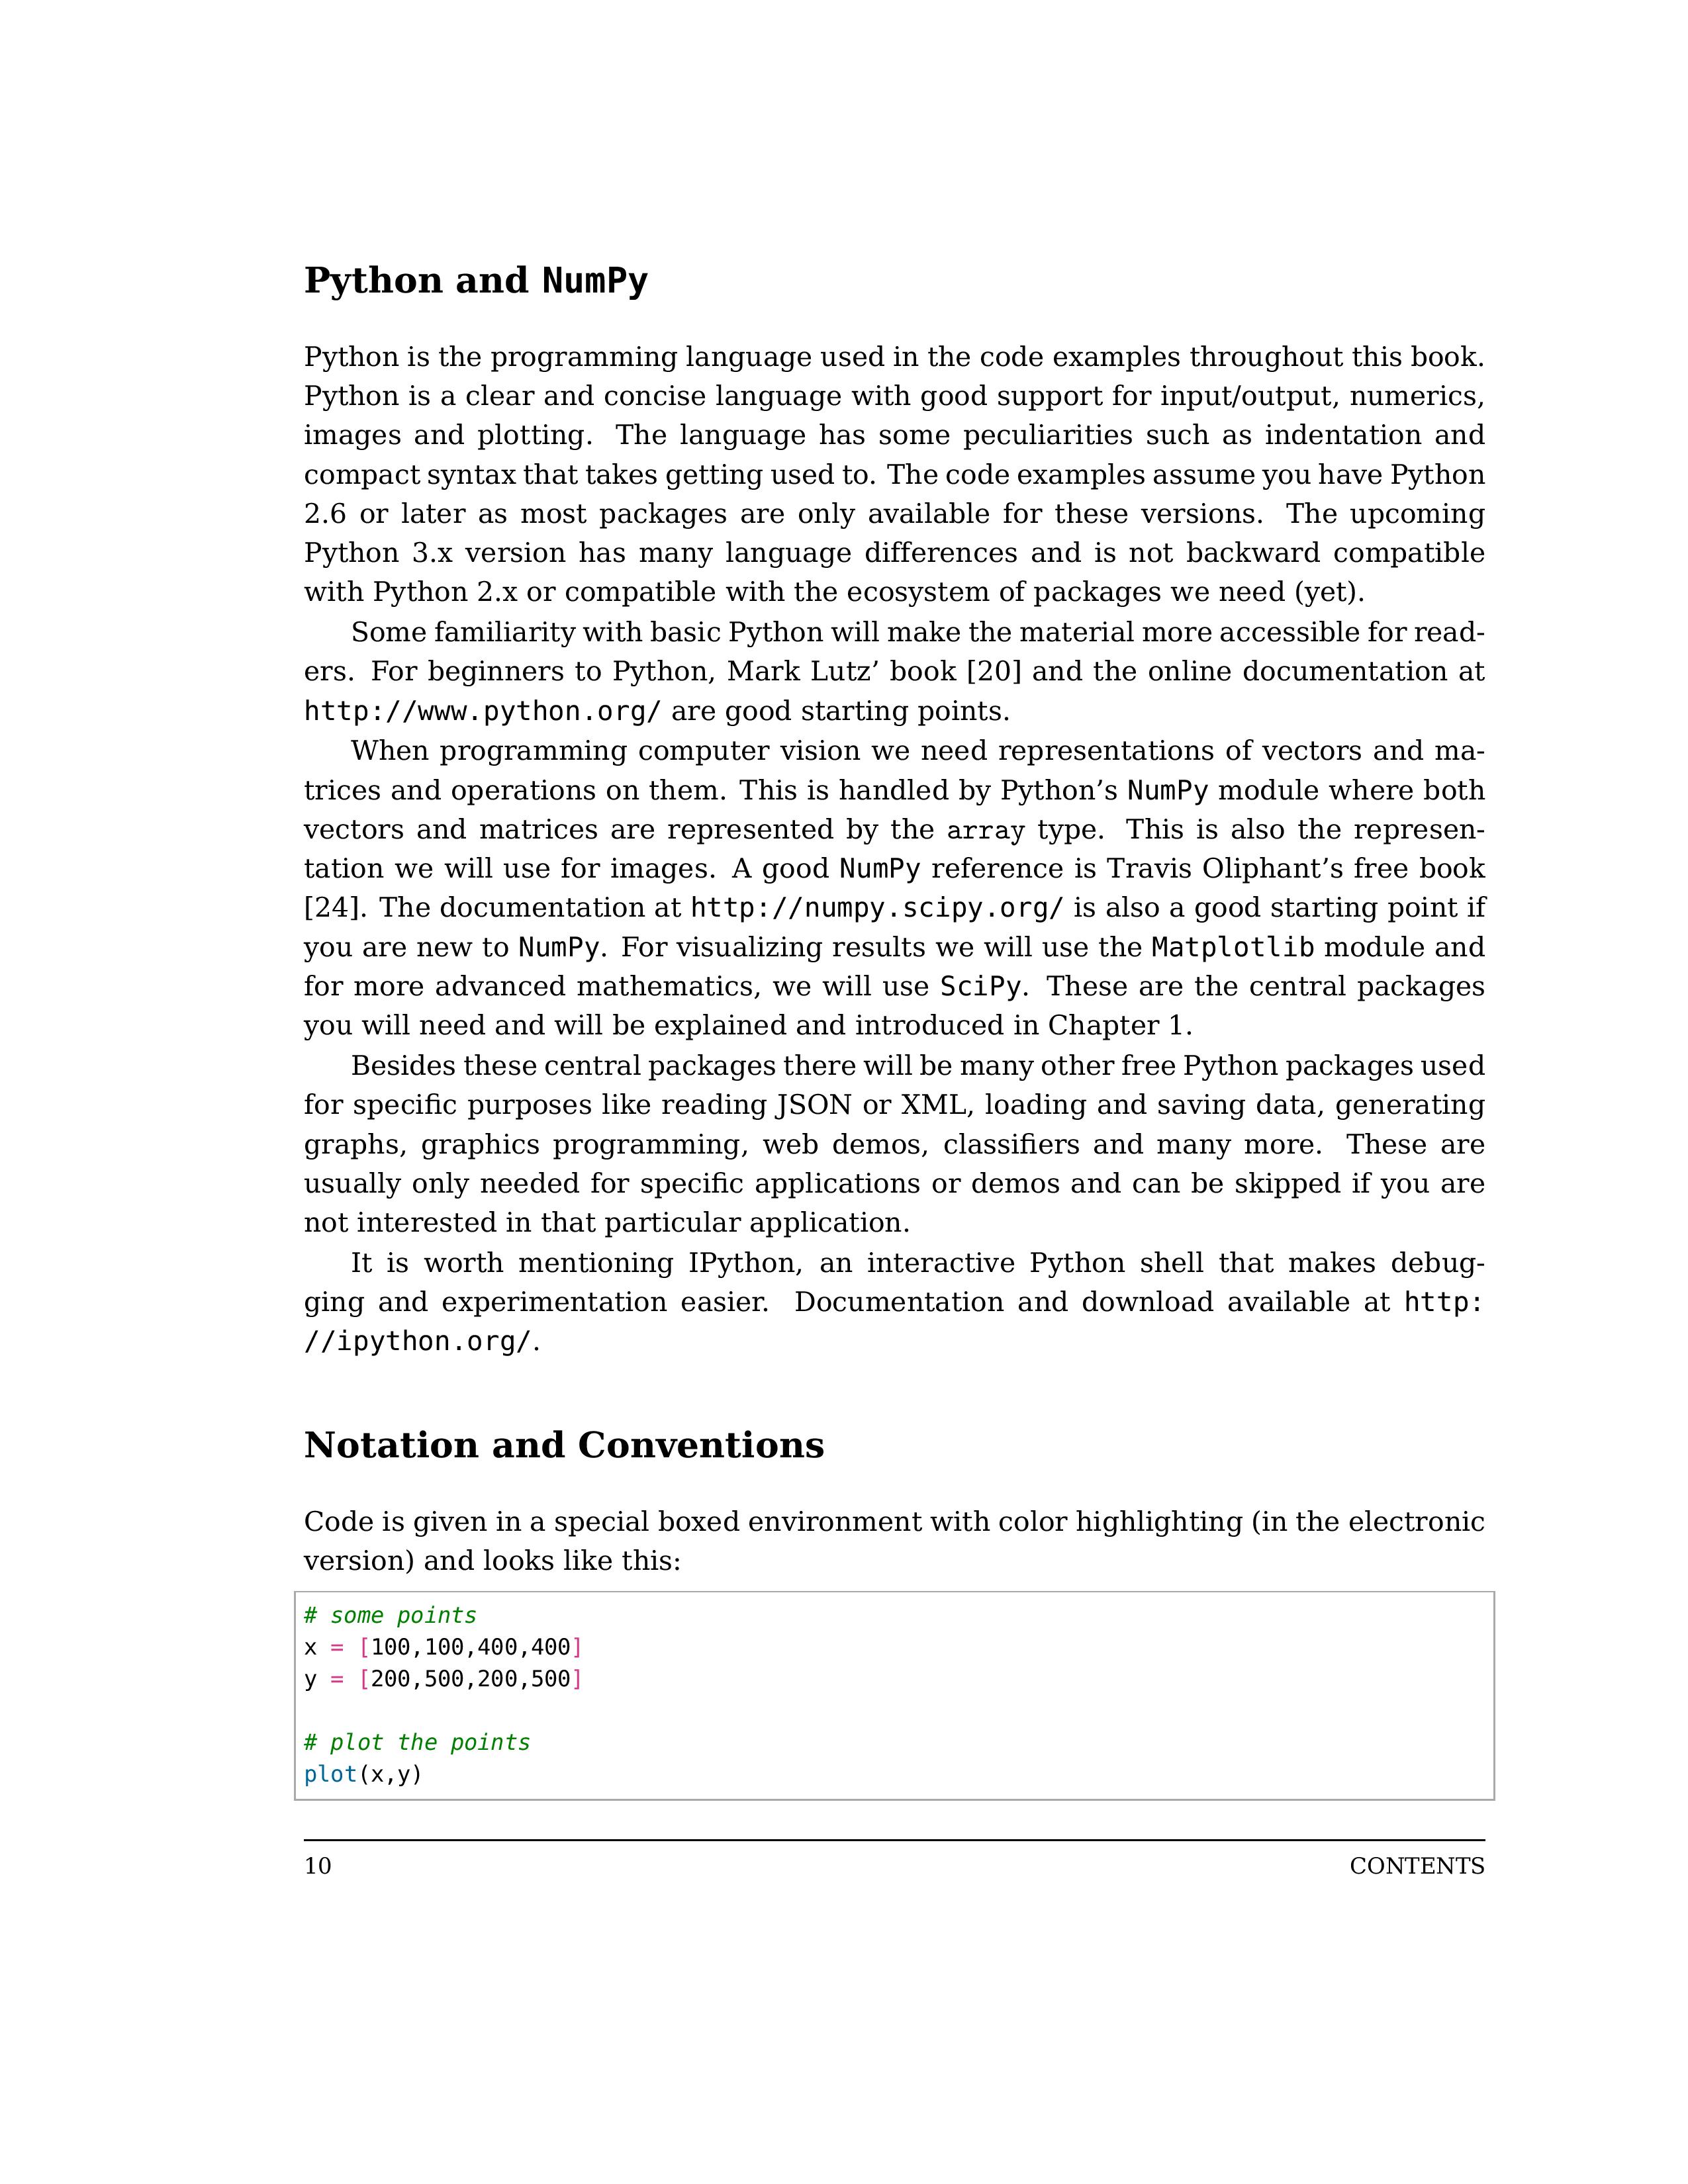 Python and NumPy
Python is the programming language used in the code examples throughout this book.
Python is a clear and concise language with good support for input/output, numerics,
images and plotting. The language has some peculiarities such as indentation and
compact syntax that takes getting used to. The code examples assume you have Python
2.6 or later as most packages are only available for these versions. The upcoming
Python 3.x version has many language differences and is not backward compatible
with Python 2.x or compatible with the ecosystem of packages we need (yet).
Some familiarity with basic Python will make the material more accessible for read-
ers. For beginners to Python, Mark Lutz’ book [20] and the online documentation at
http://www.python.org/ are good starting points.
When programming computer vision we need representations of vectors and ma-
trices and operations on them. This is handled by Python’s NumPy module where both
vectors and matrices are represented by the array type. This is also the represen-
tation we will use for images. A good NumPy reference is Travis Oliphant’s free book
[24]. The documentation at http://numpy.scipy.org/ is also a good starting point if
you are new to NumPy. For visualizing results we will use the Matplotlib module and
for more advanced mathematics, we will use SciPy. These are the central packages
you will need and will be explained and introduced in Chapter 1.
Besides these central packages there will be many other free Python packages used
for specific purposes like reading JSON or XML, loading and saving data, generating
graphs, graphics programming, web demos, classifiers and many more. These are
usually only needed for specific applications or demos and can be skipped if you are
not interested in that particular application.
It is worth mentioning IPython, an interactive Python shell that makes debug-
ging and experimentation easier. Documentation and download available at http:
//ipython.org/.
Notation and Conventions
Code is given in a special boxed environment with color highlighting (in the electronic
version) and looks like this:
# some points
x = [100,100,400,400]
y = [200,500,200,500]
# plot the points
plot(x,y)
10 CONTENTS